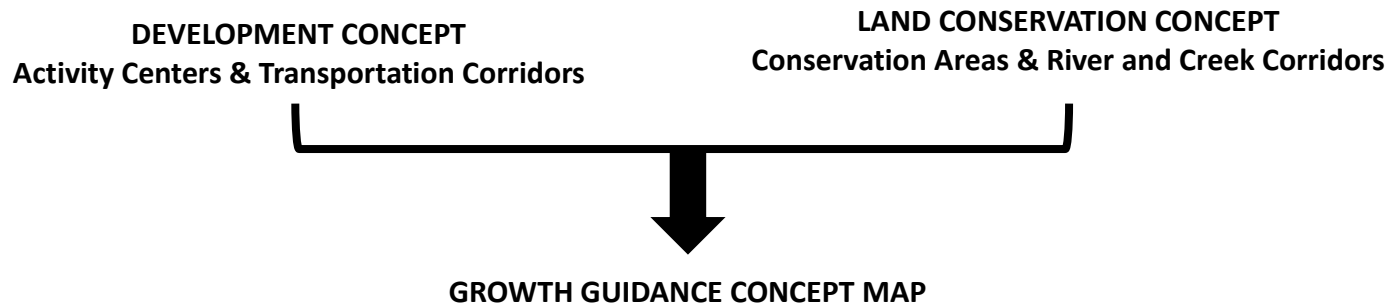 DEVELOPMENT CONCEPT
Activity Centers & Transportation Corridors
LAND CONSERVATION CONCEPT
Conservation Areas & River and Creek Corridors
GROWTH GUIDANCE CONCEPT MAP